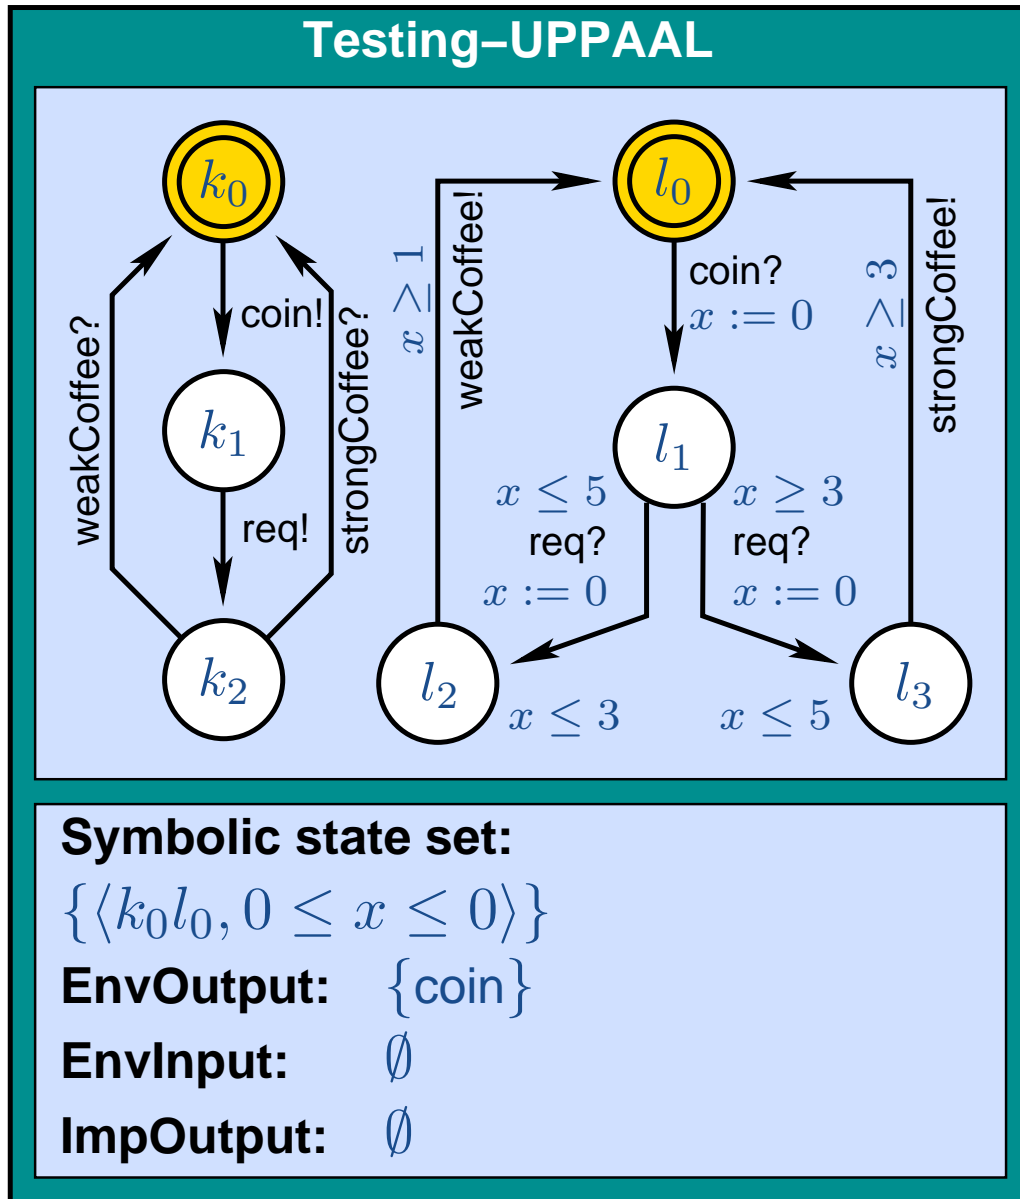 Testing–UPPAAL
k₀
coin!
k₁
req!
k₂
weakCoffee?
strongCoffee?
l₀
coin?
x := 0
l₁
x ≤ 5
req?
x := 0
x ≥ 3
req?
x := 0
l₂
x ≤ 3
l₃
x ≤ 5
x ≥ 1
weakCoffee!
x ≥ 3
strongCoffee!
Symbolic state set:
{⟨k₀l₀, 0 ≤ x ≤ 0⟩}
EnvOutput: {coin}
EnvInput: ∅
ImpOutput: ∅